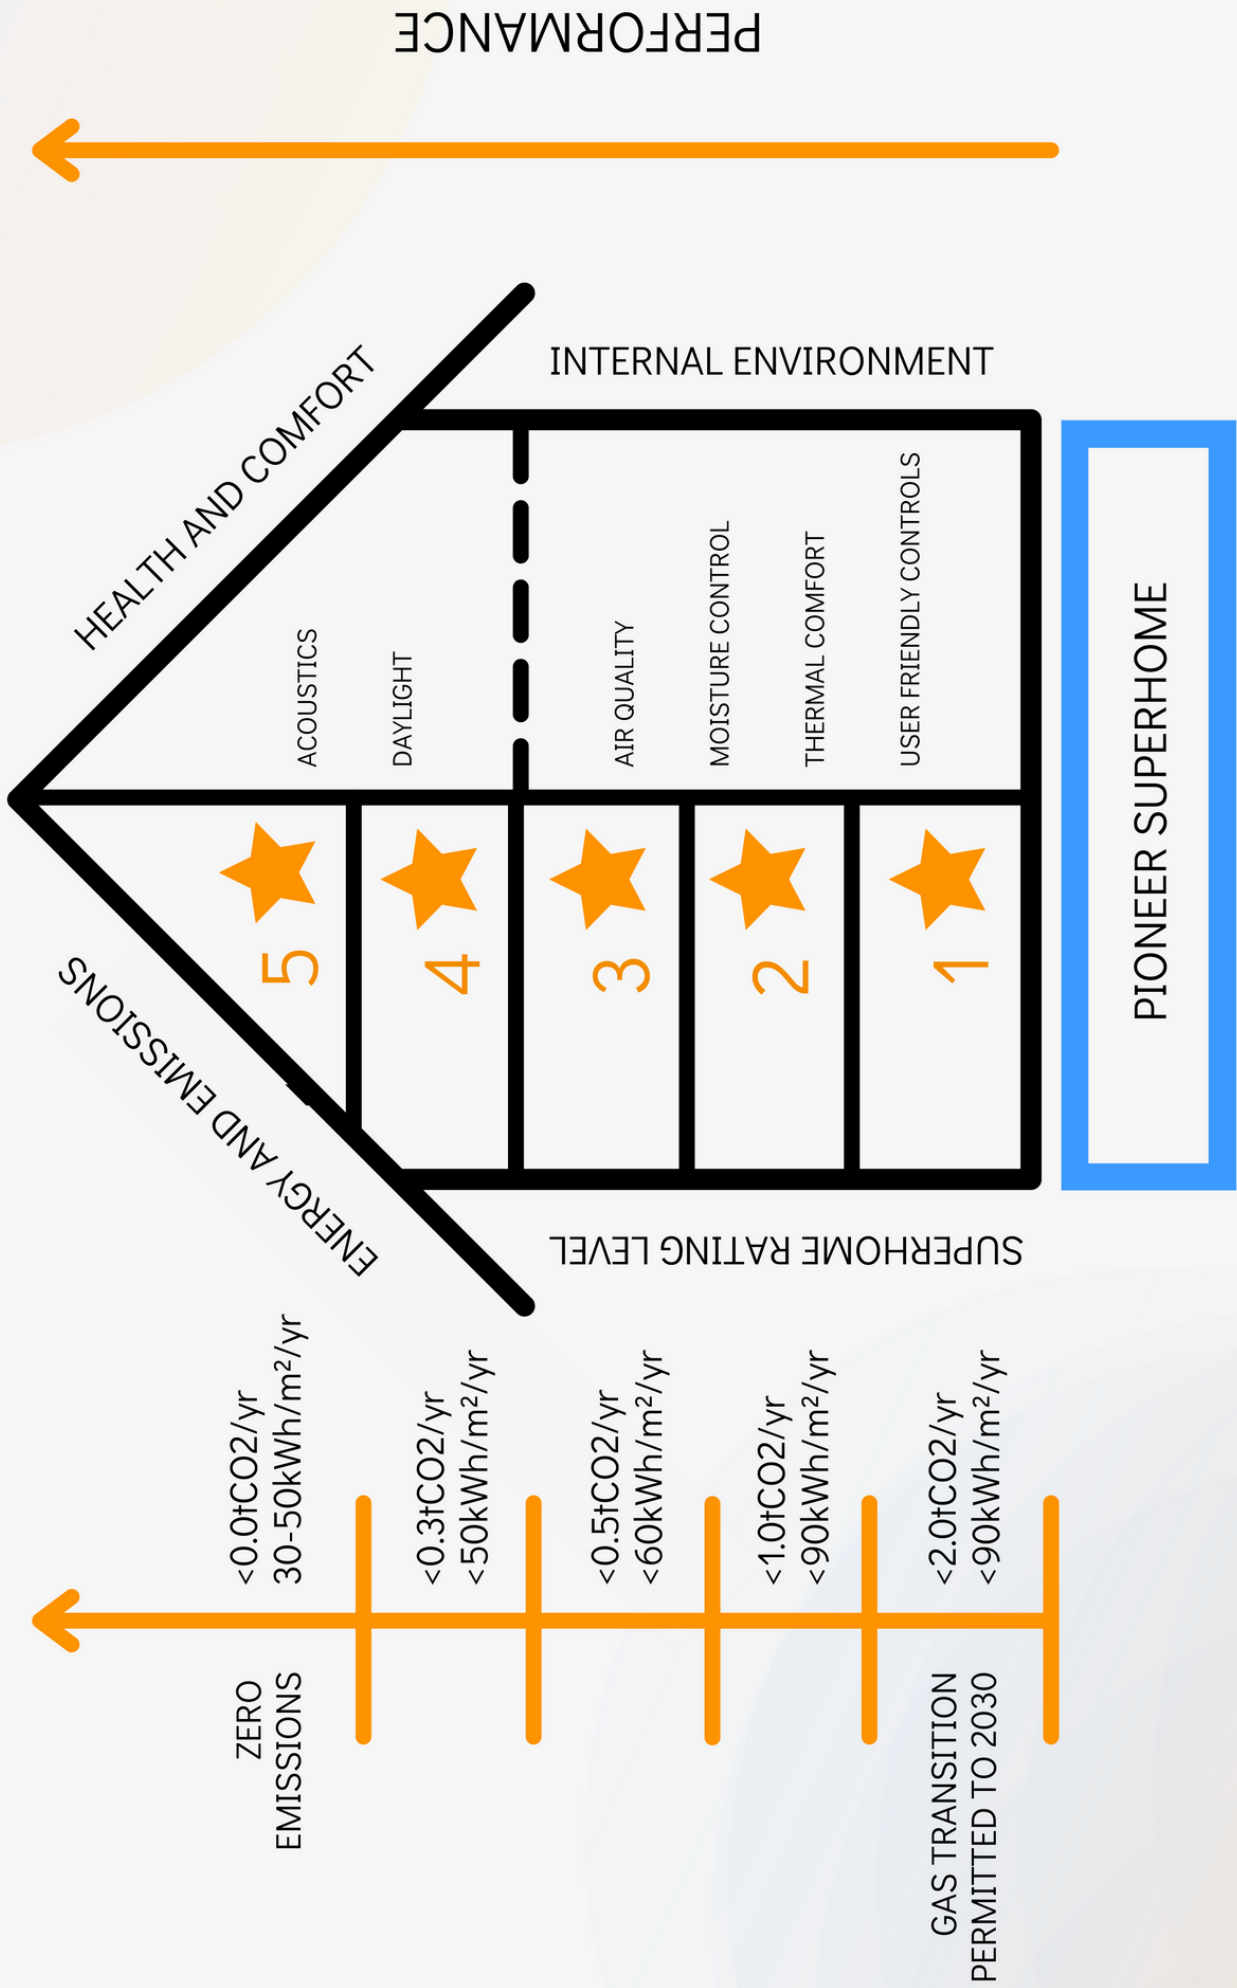 ZERO
EMISSIONS
<0.0tCO2/yr
30-50kWh/m²/yr
<0.3tCO2/yr
<50kWh/m²/yr
<0.5tCO2/yr
<60kWh/m²/yr
<1.0tCO2/yr
<90kWh/m²/yr
GAS TRANSITION
PERMITTED TO 2030
<2.0tCO2/yr
<90kWh/m²/yr
ENERGY AND EMISSIONS
SUPERHOME RATING LEVEL
5
4
3
2
1
HEALTH AND COMFORT
ACOUSTICS
DAYLIGHT
AIR QUALITY
MOISTURE CONTROL
THERMAL COMFORT
USER FRIENDLY CONTROLS
INTERNAL ENVIRONMENT
PERFORMANCE
PIONEER SUPERHOME